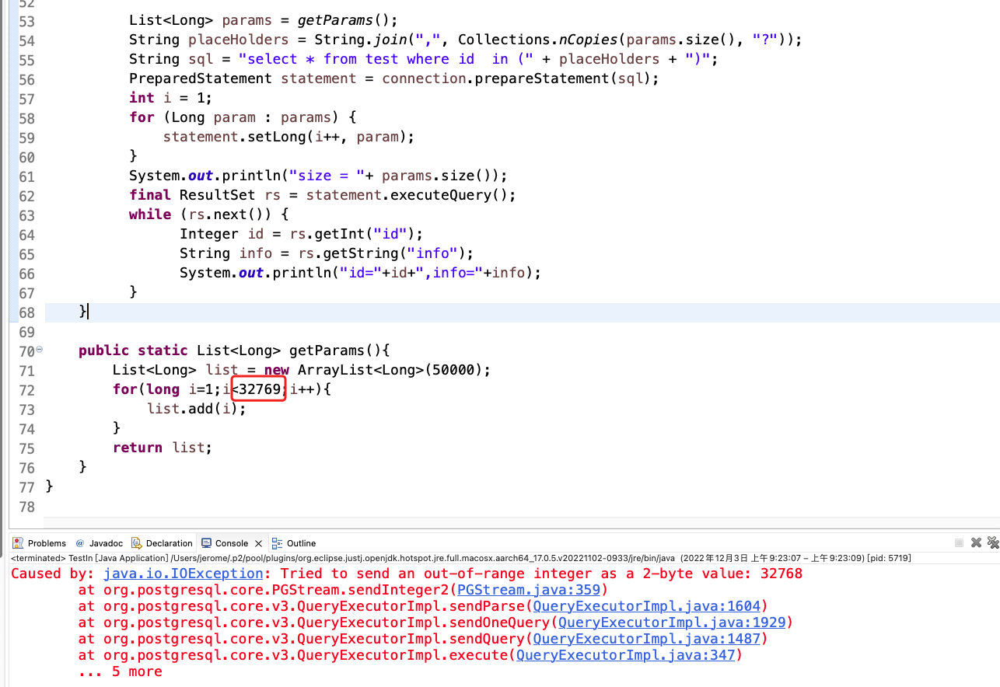 52
53 List<Long> params = getParams();
54 String placeHolders = String.join(",", Collections.nCopies(params.size(), "?"));
55 String sql = "select * from test where id  in (" + placeHolders + ")";
56 PreparedStatement statement = connection.prepareStatement(sql);
57 int i = 1;
58 for (Long param : params) {
59 statement.setLong(i++, param);
60 }
61 System.out.println("size = "+ params.size());
62 final ResultSet rs = statement.executeQuery();
63 while (rs.next()) {
64 Integer id = rs.getInt("id");
65 String info = rs.getString("info");
66 System.out.println("id="+id+",info="+info);
67 }
68 }
69
70 public static List<Long> getParams(){
71 List<Long> list = new ArrayList<Long>(50000);
72 for(long i=1;i<32769;i++){
73 list.add(i);
74 }
75 return list;
76 }
77 }
78
Problems @ Javadoc Declaration Console Outline
<terminated> TestIn [Java Application] /Users/jerome/.p2/pool/plugins/org.eclipse.justj.openjdk.hotspot.jre.full.macosx.aarch64_17.0.5.v20221102-0933/jre/bin/java (2022年12月3日 上午9:23:07 – 上午9:23:09) [pid: 5719]
Caused by: java.io.IOException: Tried to send an out-of-range integer as a 2-byte value: 32768
at org.postgresql.core.PGStream.sendInteger2(PGStream.java:359)
at org.postgresql.core.v3.QueryExecutorImpl.sendParse(QueryExecutorImpl.java:1604)
at org.postgresql.core.v3.QueryExecutorImpl.sendOneQuery(QueryExecutorImpl.java:1929)
at org.postgresql.core.v3.QueryExecutorImpl.sendQuery(QueryExecutorImpl.java:1487)
at org.postgresql.core.v3.QueryExecutorImpl.execute(QueryExecutorImpl.java:347)
... 5 more